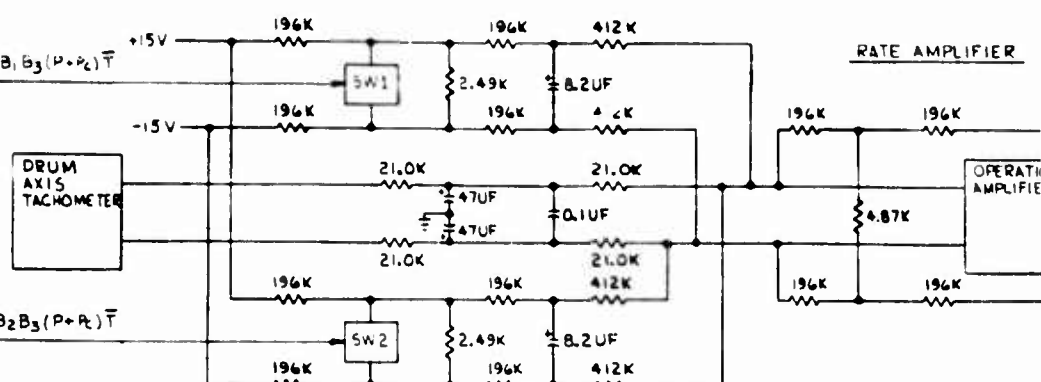 196K 196K 412K
+15V
RATE AMPLIFIER
B₁B₃(P+P_c)T̅
SW1 2.49K 8.2UF
196K 196K
196K 196K
-15V
DRUM
AXIS
TACHOMETER
21.0K 21.0K
47UF
0.1UF
47UF
4.87K
21.0K 21.0K
OPERATI
AMPLIFIE
196K 196K 412K
196K 196K
B₂B₃(P+P_c)T̅
SW2 2.49K 8.2UF
196K 196K 412K